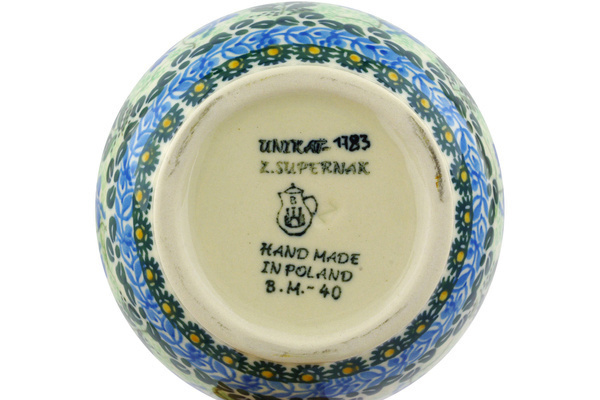 UNIKAT 1783
Z. SUPERNAK
B
HAND MADE
IN POLAND
B.M.-40